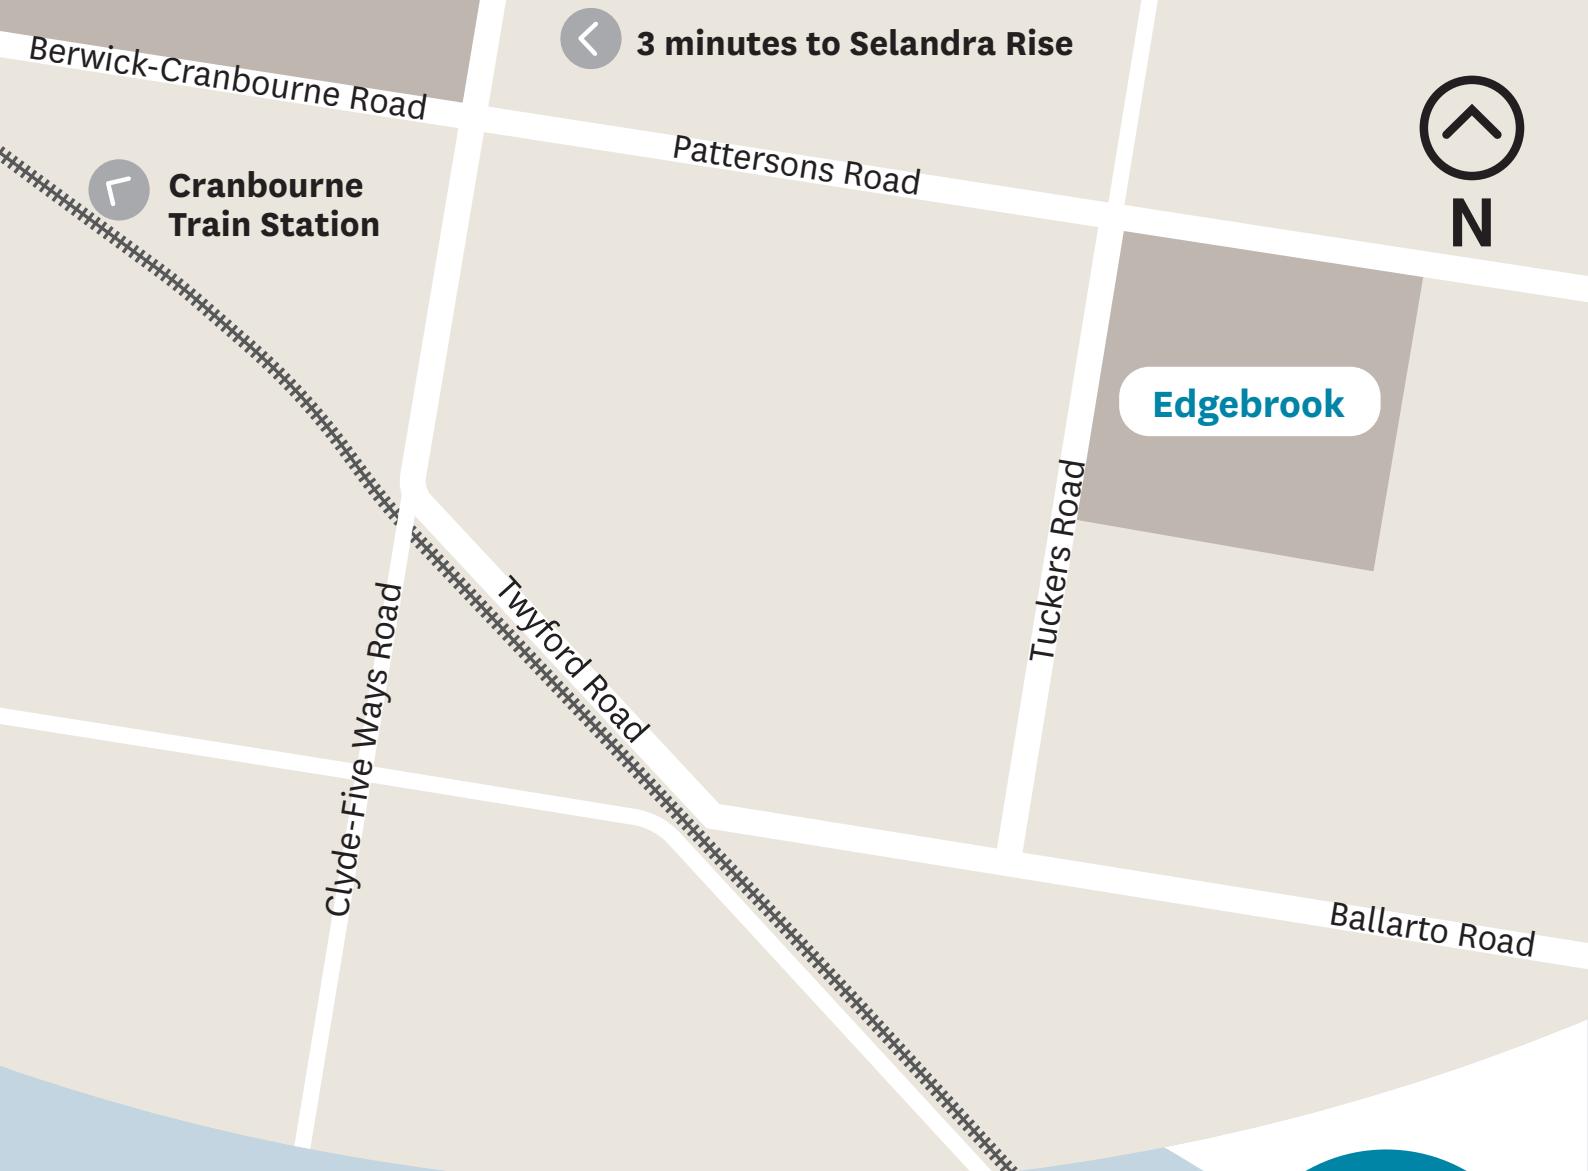 3 minutes to Selandra Rise
Berwick-Cranbourne Road
Pattersons Road
Cranbourne
Train Station
N
Edgebrook
Tuckers Road
Twyford Road
Clyde-Five Ways Road
Ballarto Road